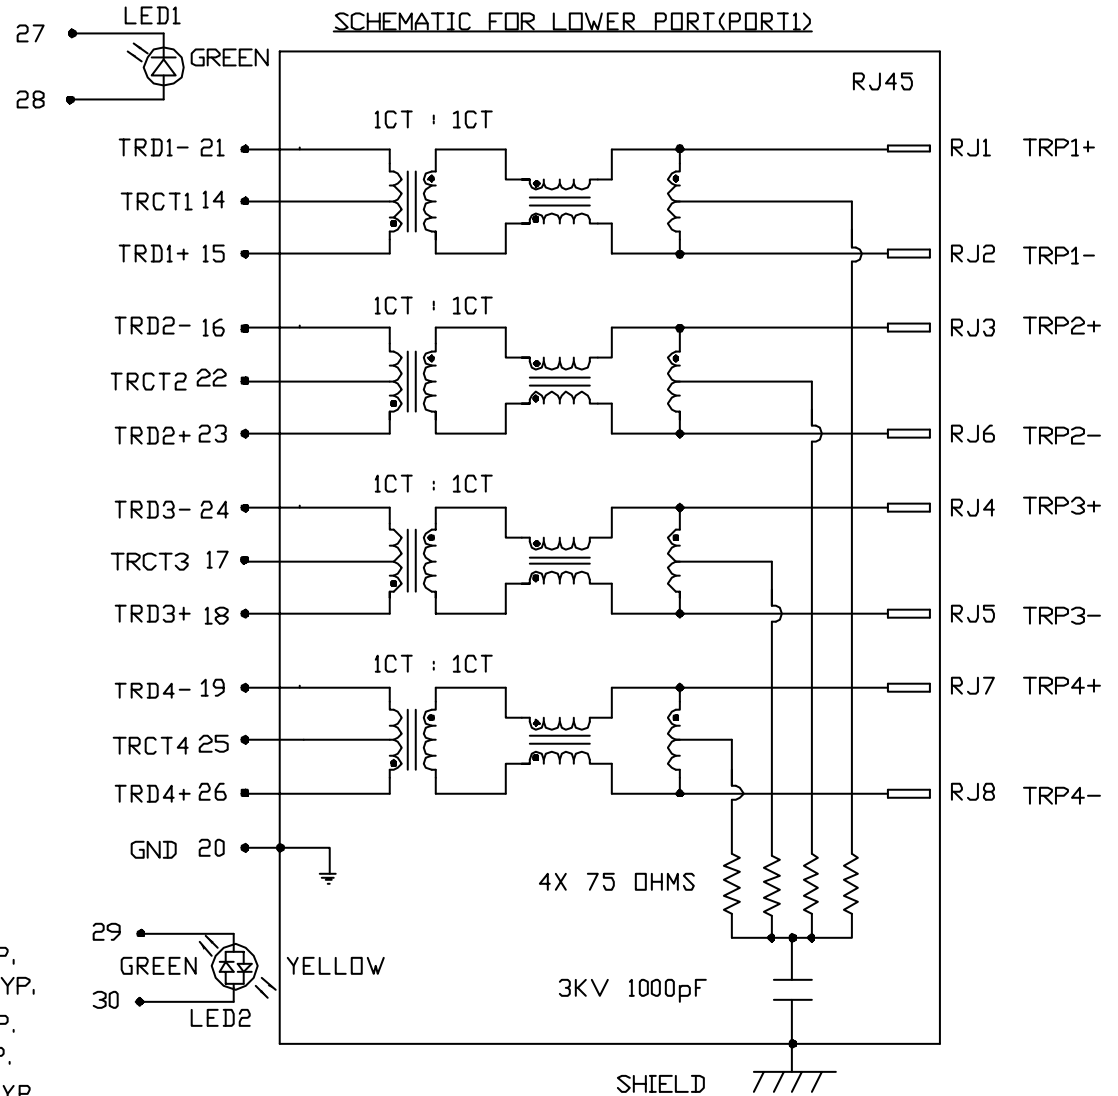 SCHEMATIC FOR LOWER PORT(PORT1)
LED1
27
GREEN
28
RJ45
1CT : 1CT
TRD1- 21
RJ1 TRP1+
TRCT1 14
TRD1+ 15
RJ2 TRP1-
1CT : 1CT
TRD2- 16
RJ3 TRP2+
TRCT2 22
TRD2+ 23
RJ6 TRP2-
1CT : 1CT
TRD3- 24
RJ4 TRP3+
TRCT3 17
TRD3+ 18
RJ5 TRP3-
1CT : 1CT
TRD4- 19
RJ7 TRP4+
TRCT4 25
TRD4+ 26
RJ8 TRP4-
GND 20
4X 75 OHMS
29
GREEN
YELLOW
30
LED2
3KV 1000pF
SHIELD